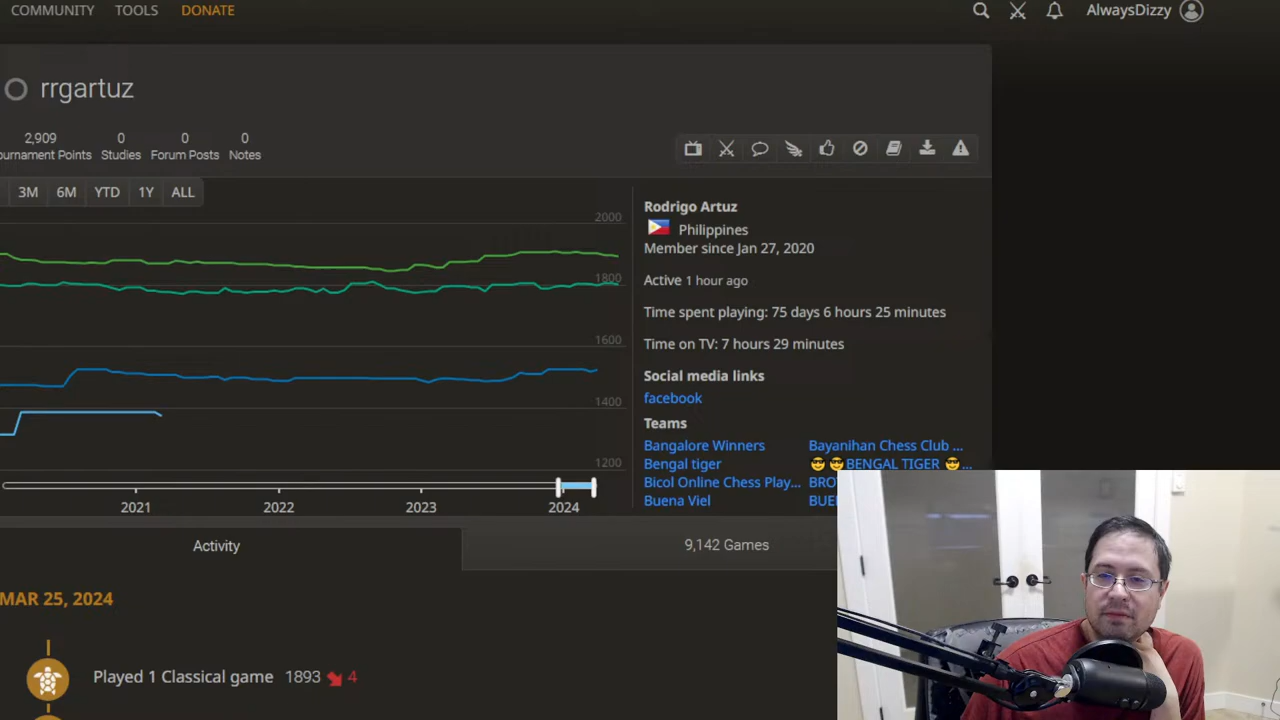 COMMUNITY TOOLS DONATE AlwaysDizzy
rrgartuz
2,909 0 0 0
ournament Points Studies Forum Posts Notes
3M 6M YTD 1Y ALL
2000
1800
1600
1400
1200
2021 2022 2023 2024
Rodrigo Artuz
Philippines
Member since Jan 27, 2020
Active 1 hour ago
Time spent playing: 75 days 6 hours 25 minutes
Time on TV: 7 hours 29 minutes
Social media links
facebook
Teams
Bangalore Winners Bayanihan Chess Club ...
Bengal tiger 😎😎BENGAL TIGER 😎...
Bicol Online Chess Play... BRO
Buena Viel BUE
Activity 9,142 Games
MAR 25, 2024
Played 1 Classical game 1893 4